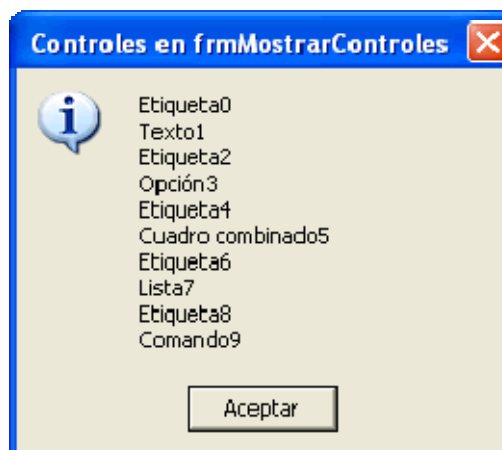 Controles en frmMostrarControles
Etiqueta0
Texto1
Etiqueta2
Opción3
Etiqueta4
Cuadro combinado5
Etiqueta6
Lista7
Etiqueta8
Comando9
Aceptar